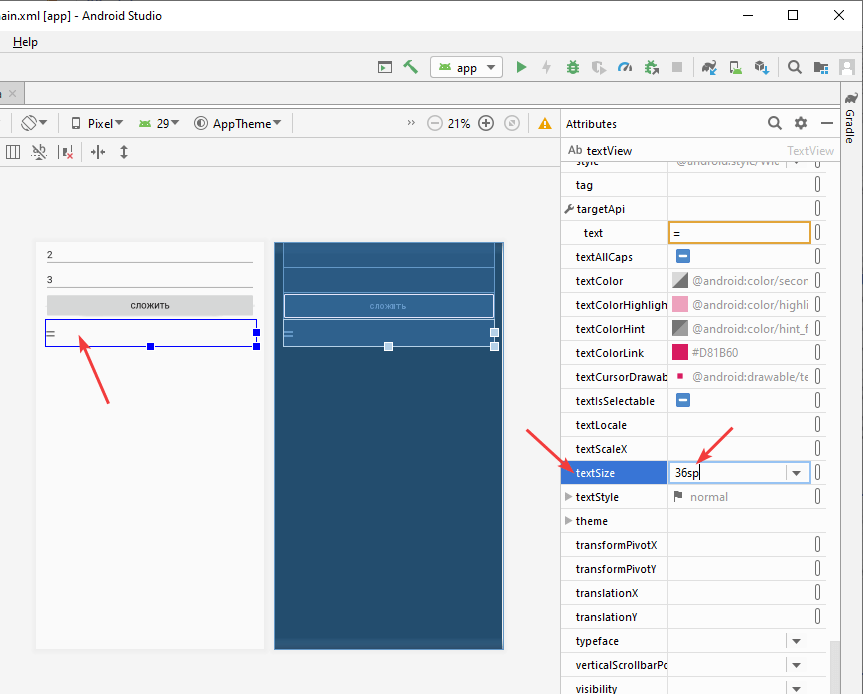 ain.xml [app] - Android Studio
Help
app
Pixel
29
AppTheme
21%
Attributes
Gradle
Ab textView
TextView
style
@android:style/Wid
tag
targetApi
text
=
textAllCaps
textColor
@android:color/secon
textColorHighligh
@android:color/highli
textColorHint
@android:color/hint_f
textColorLink
#D81B60
textCursorDrawab
@android:drawable/te
textIsSelectable
textLocale
textScaleX
textSize
36sp
textStyle
normal
theme
transformPivotX
transformPivotY
translationX
translationY
typeface
verticalScrollbarPo
visibility
2
3
СЛОЖИТЬ
=
СЛОЖИТЬ
=